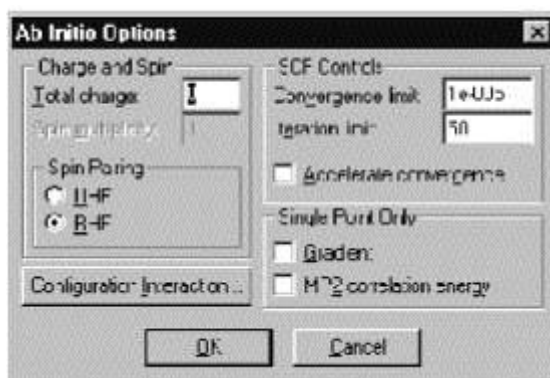 Ab Initio Options
Charge and Spin
Total charge:
Spin multiplicity:
Spin Pairing
UHF
RHF
Configuration Interaction...
SCF Controls
Convergence limit:
Iteration limit:
50
Accelerate convergence
Single Point Only
Gradient
MP2 correlation energy
OK
Cancel